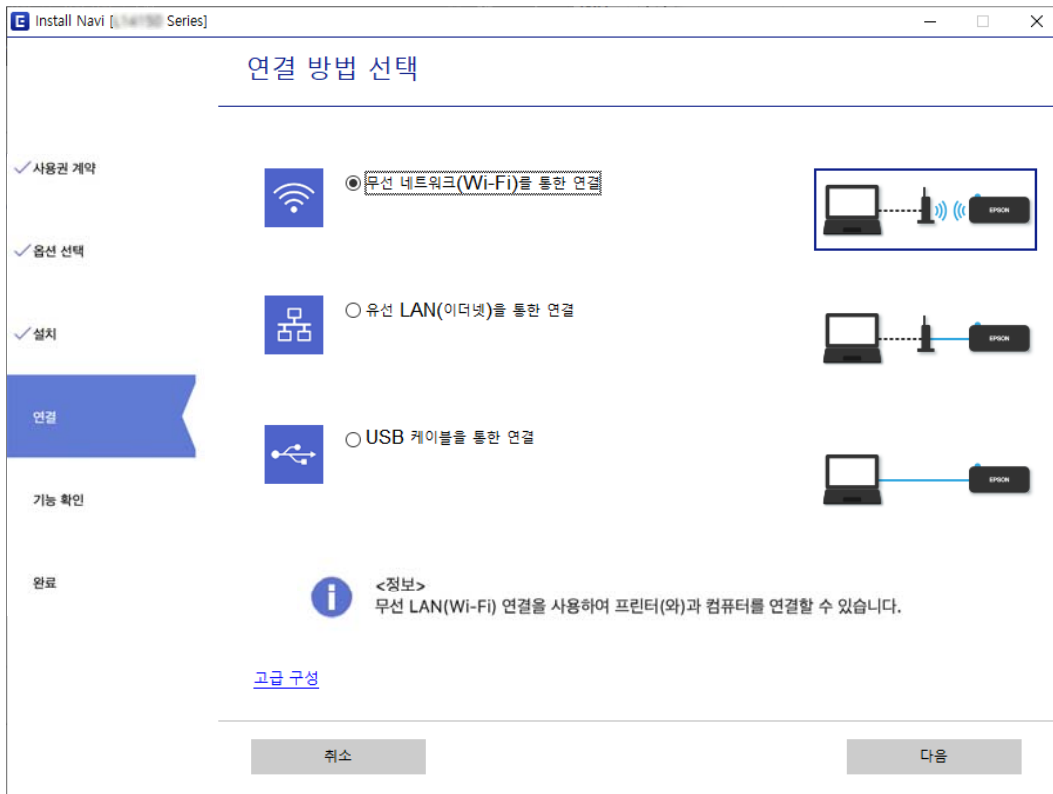 Install Navi [ Series]
연결 방법 선택
사용권 계약
옵션 선택
설치
연결
기능 확인
완료
무선 네트워크(Wi-Fi)를 통한 연결
EPSON
유선 LAN(이더넷)을 통한 연결
EPSON
USB 케이블을 통한 연결
EPSON
<정보>
무선 LAN(Wi-Fi) 연결을 사용하여 프린터(와)과 컴퓨터를 연결할 수 있습니다.
고급 구성
취소
다음